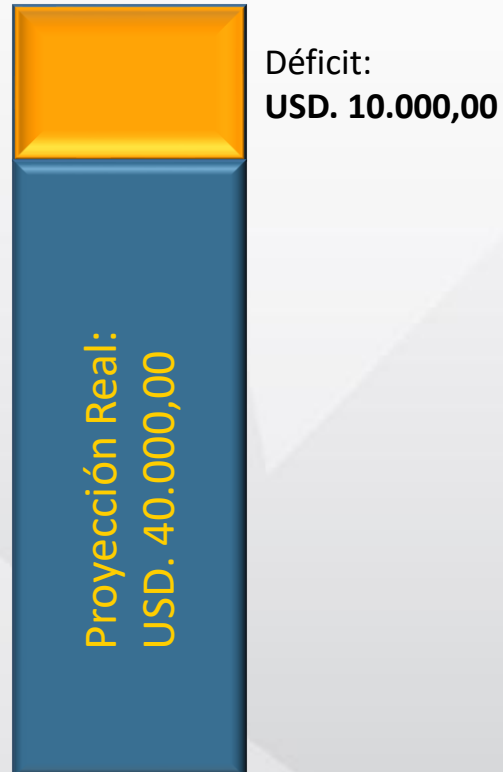 Déficit:
USD. 10.000,00
Proyección Real:
USD. 40.000,00